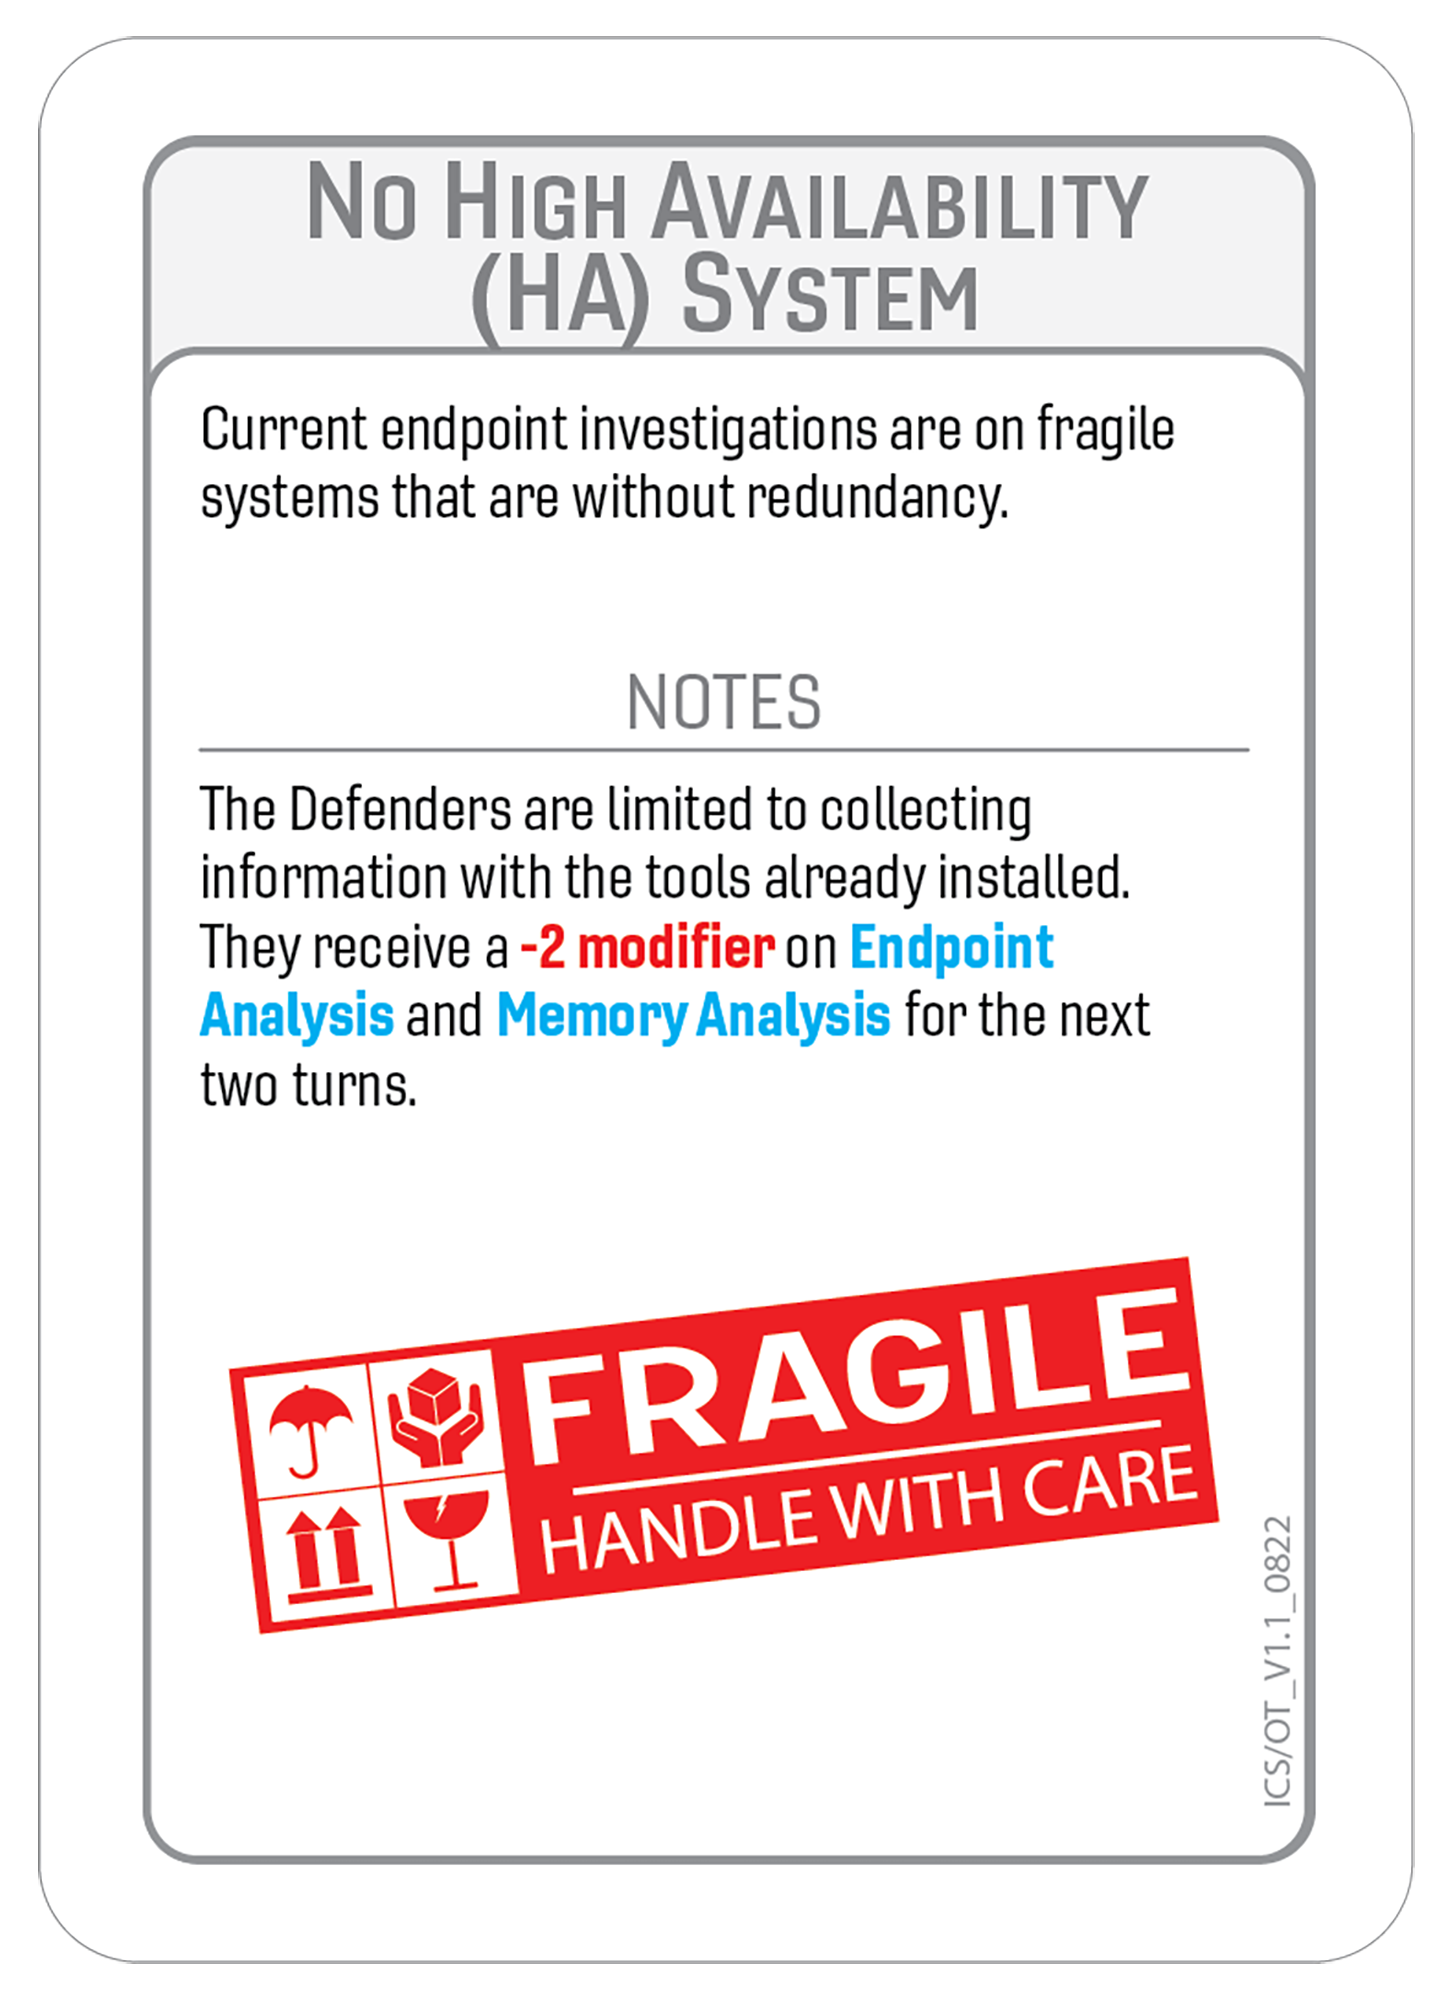 No High Availability
(HA) System
Current endpoint investigations are on fragile
systems that are without redundancy.
NOTES
The Defenders are limited to collecting
information with the tools already installed.
They receive a -2 modifier on Endpoint
Analysis and Memory Analysis for the next
two turns.
FRAGILE
HANDLE WITH CARE
ICS/OT_V1.1_0822